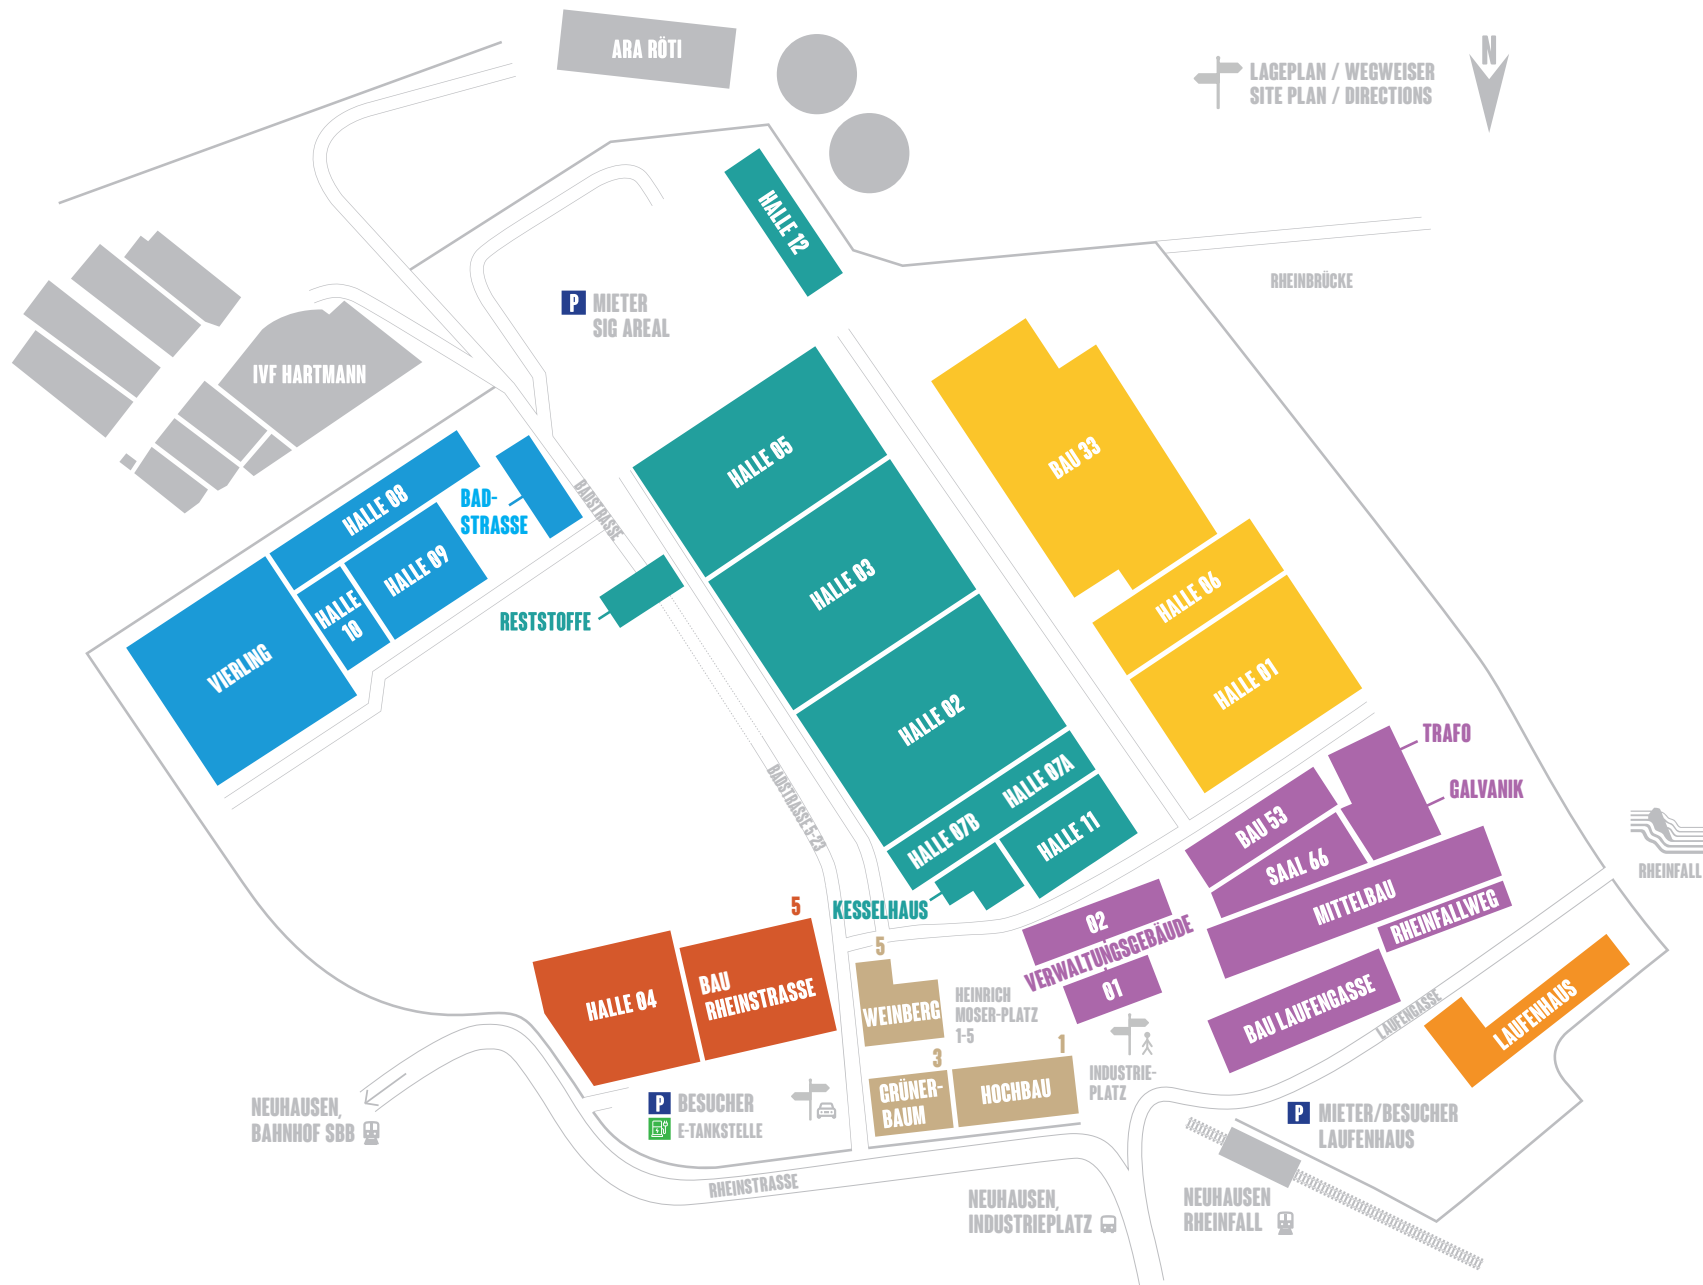 ARA RÖTI
N
LAGEPLAN / WEGWEISER
SITE PLAN / DIRECTIONS
HALLE 12
RHEINBRÜCKE
P MIETER
SIG AREAL
IVF HARTMANN
HALLE 05
BAU 33
HALLE 08
BAD-
STRASSE
BADSTRASSE
HALLE 09
HALLE
10
VIERLING
RESTSTOFFE
HALLE 03
HALLE 06
HALLE 01
HALLE 02
TRAFO
GALVANIK
HALLE 07A
HALLE 07B
HALLE 11
BADSTRASSE 5-23
BAU 53
SAAL 66
MITTELBAU
RHEINFALLWEG
RHEINFALL
KESSELHAUS
02
VERWALTUNGSGEBÄUDE
01
5
HALLE 04
BAU
RHEINSTRASSE
5
WEINBERG
HEINRICH
MOSER-PLATZ
1-5
BAU LAUFENGASSE
LAUFENGASSE
LAUFENHAUS
3
GRÜNER-
BAUM
1
HOCHBAU
INDUSTRIE-
PLATZ
NEUHAUSEN,
BAHNHOF SBB
P BESUCHER
E-TANKSTELLE
P MIETER/BESUCHER
LAUFENHAUS
RHEINSTRASSE
NEUHAUSEN,
INDUSTRIEPLATZ
NEUHAUSEN
RHEINFALL